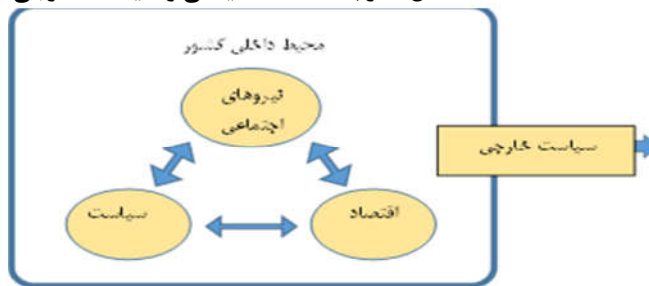 محیط داخلی کشور
نیروهای
اجتماعی
سیاست خارجی
سیاست
اقتصاد